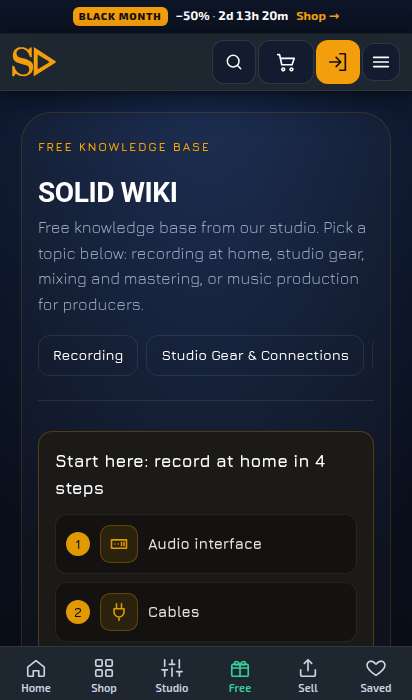 BLACK MONTH −50% · 2d 13h 20m Shop →
SD
FREE KNOWLEDGE BASE
SOLID WIKI
Free knowledge base from our studio. Pick a
topic below: recording at home, studio gear,
mixing and mastering, or music production
for producers.
Recording Studio Gear & Connections
Start here: record at home in 4
steps
1 Audio interface
2 Cables
Home Shop Studio Free Sell Saved